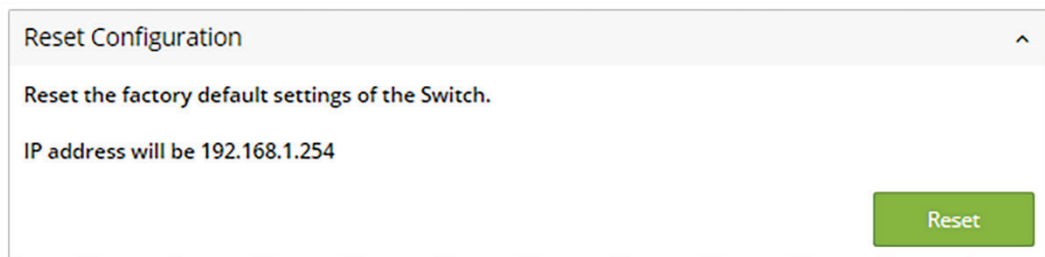 Reset Configuration
Reset the factory default settings of the Switch.
IP address will be 192.168.1.254
Reset